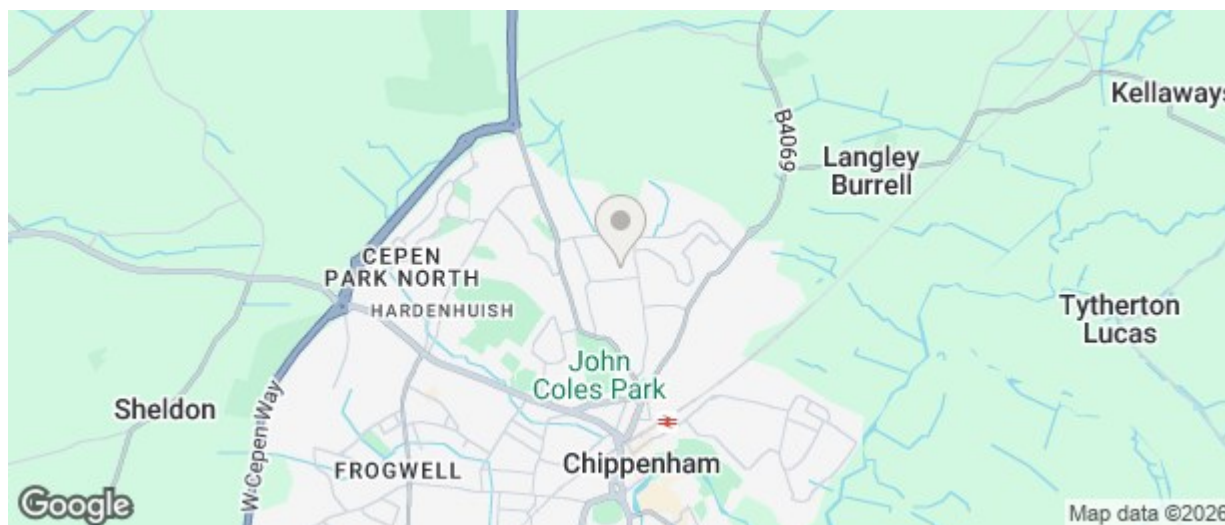 Kellaways
B4069
Langley
Burrell
CEPEN
PARK NORTH
HARDENHUISH
Tytherton
Lucas
John
Coles Park
Sheldon
W Cepen Way
FROGWELL
Chippenham
Google
Map data ©2026